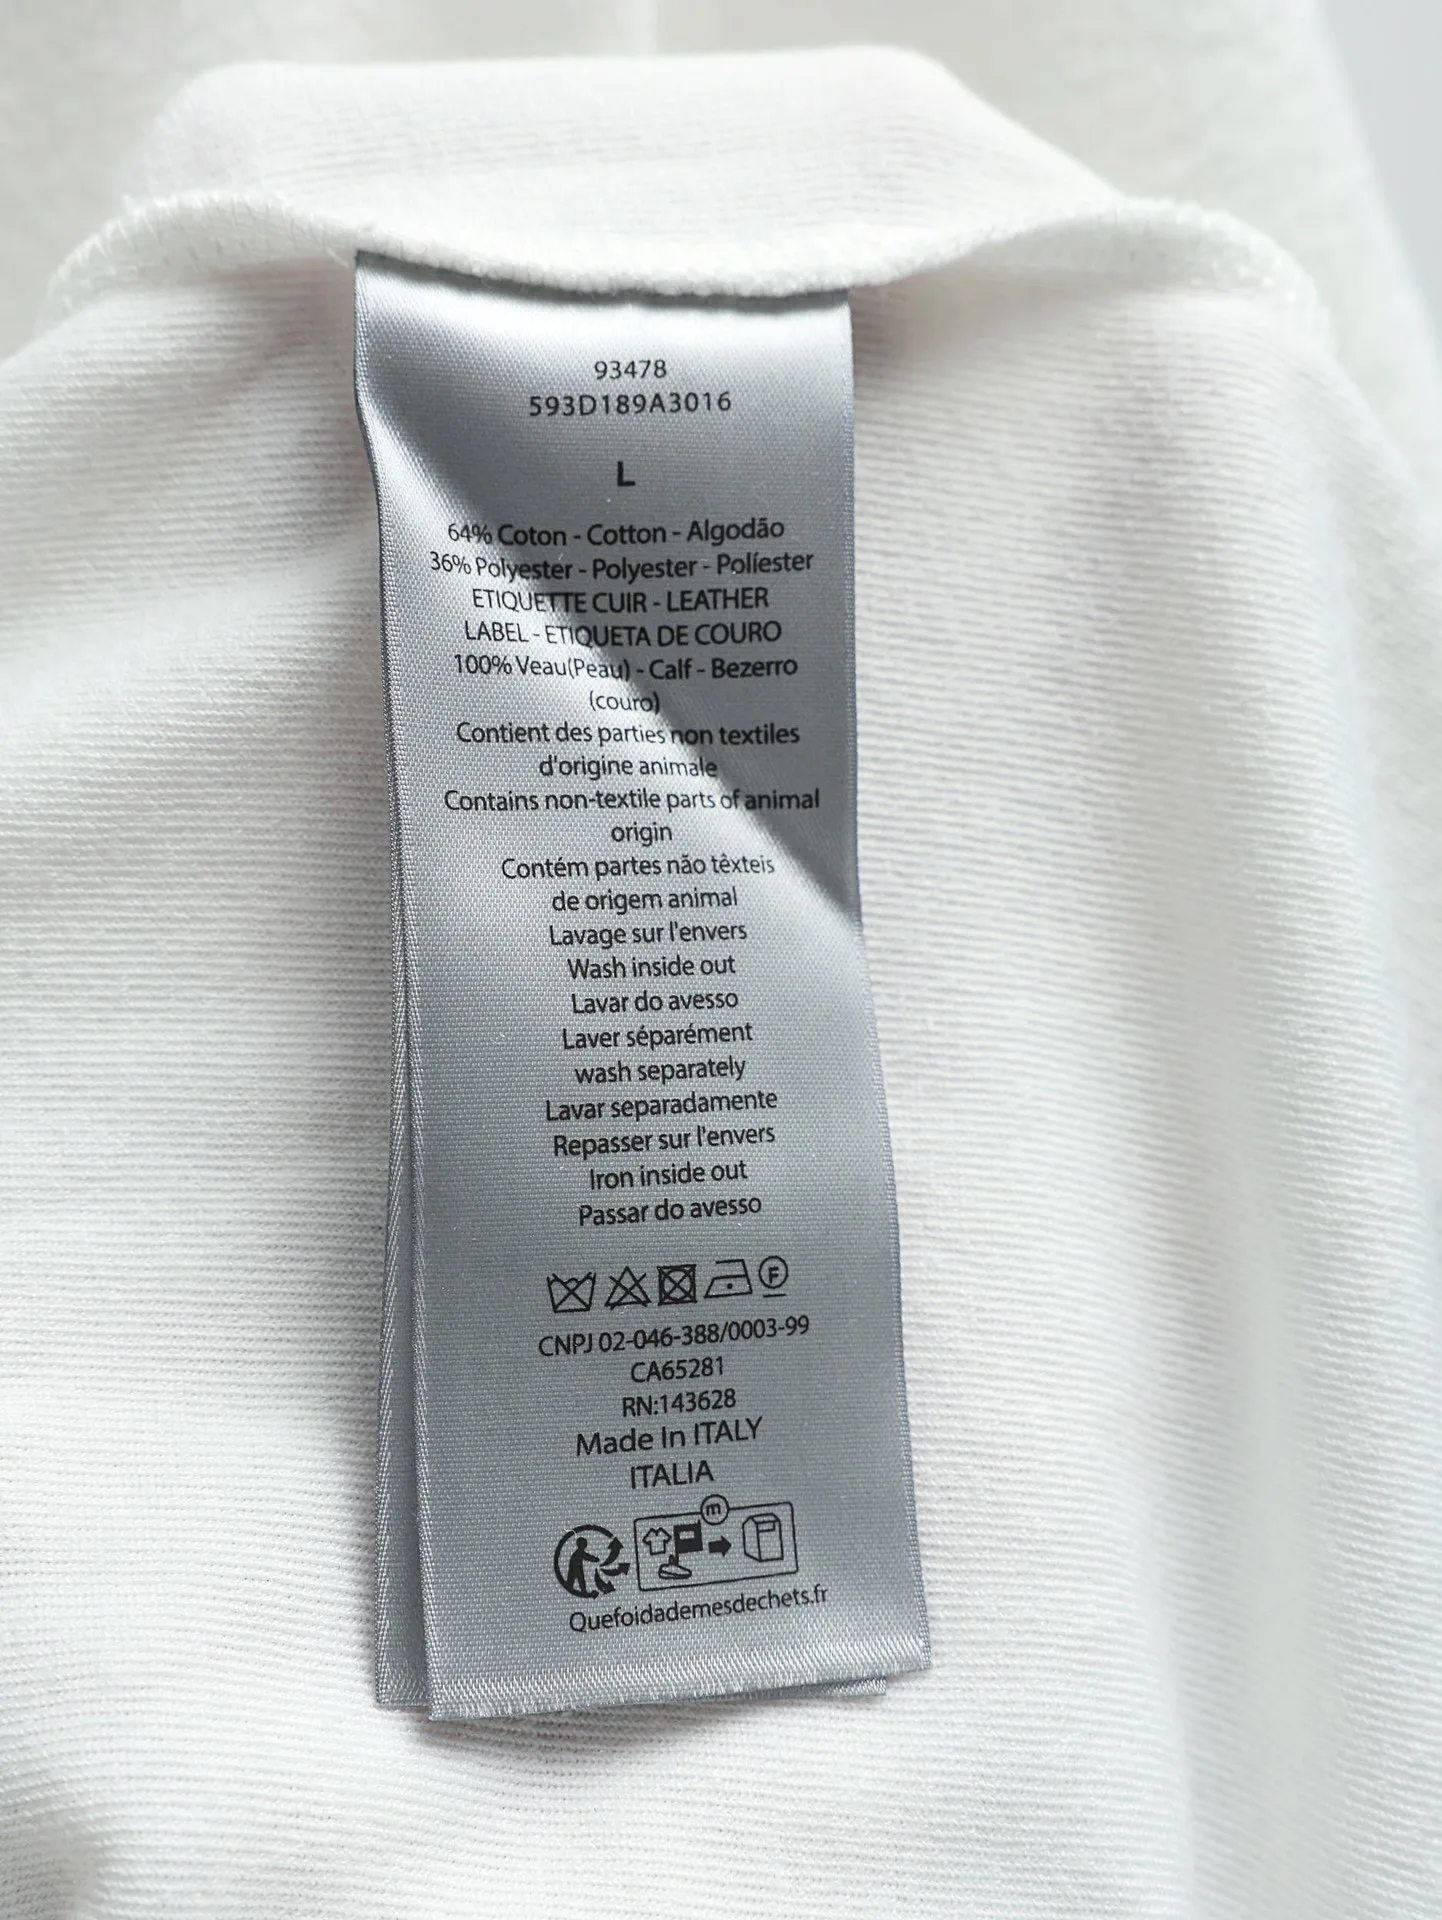 93478
593D189A3016
L
64% Coton - Cotton - Algodão
36% Polyester - Polyester - Políester
ETIQUETTE CUIR - LEATHER
LABEL - ETIQUETA DE COURO
100% Veau(Peau) - Calf - Bezerro
(couro)
Contient des parties non textiles
d'origine animale
Contains non-textile parts of animal
origin
Contém partes não têxteis
de origem animal
Lavage sur l'envers
Wash inside out
Lavar do avesso
Laver séparément
wash separately
Lavar separadamente
Repasser sur l'envers
Iron inside out
Passar do avesso
F
CNPJ 02-046-388/0003-99
CA65281
RN:143628
Made In ITALY
ITALIA
m
Quefoidademesdechets.fr